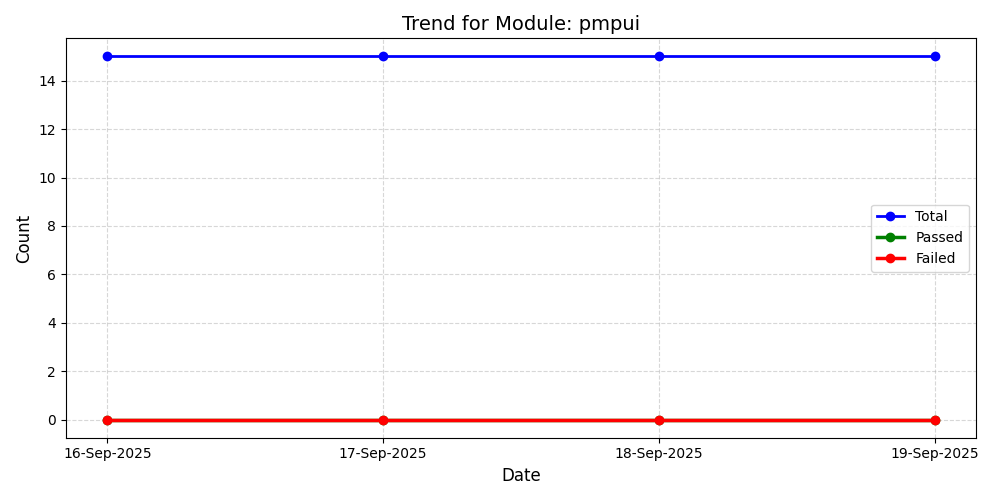 Trend for Module: pmpui
Count
14
12
10
8
6
4
2
0
Total
Passed
Failed
16-Sep-2025
17-Sep-2025
18-Sep-2025
19-Sep-2025
Date